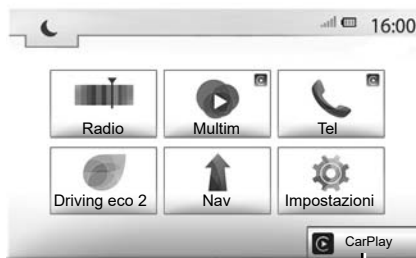 16:00
Radio
Multim
Tel
Driving eco 2
Nav
Impostazioni
CarPlay